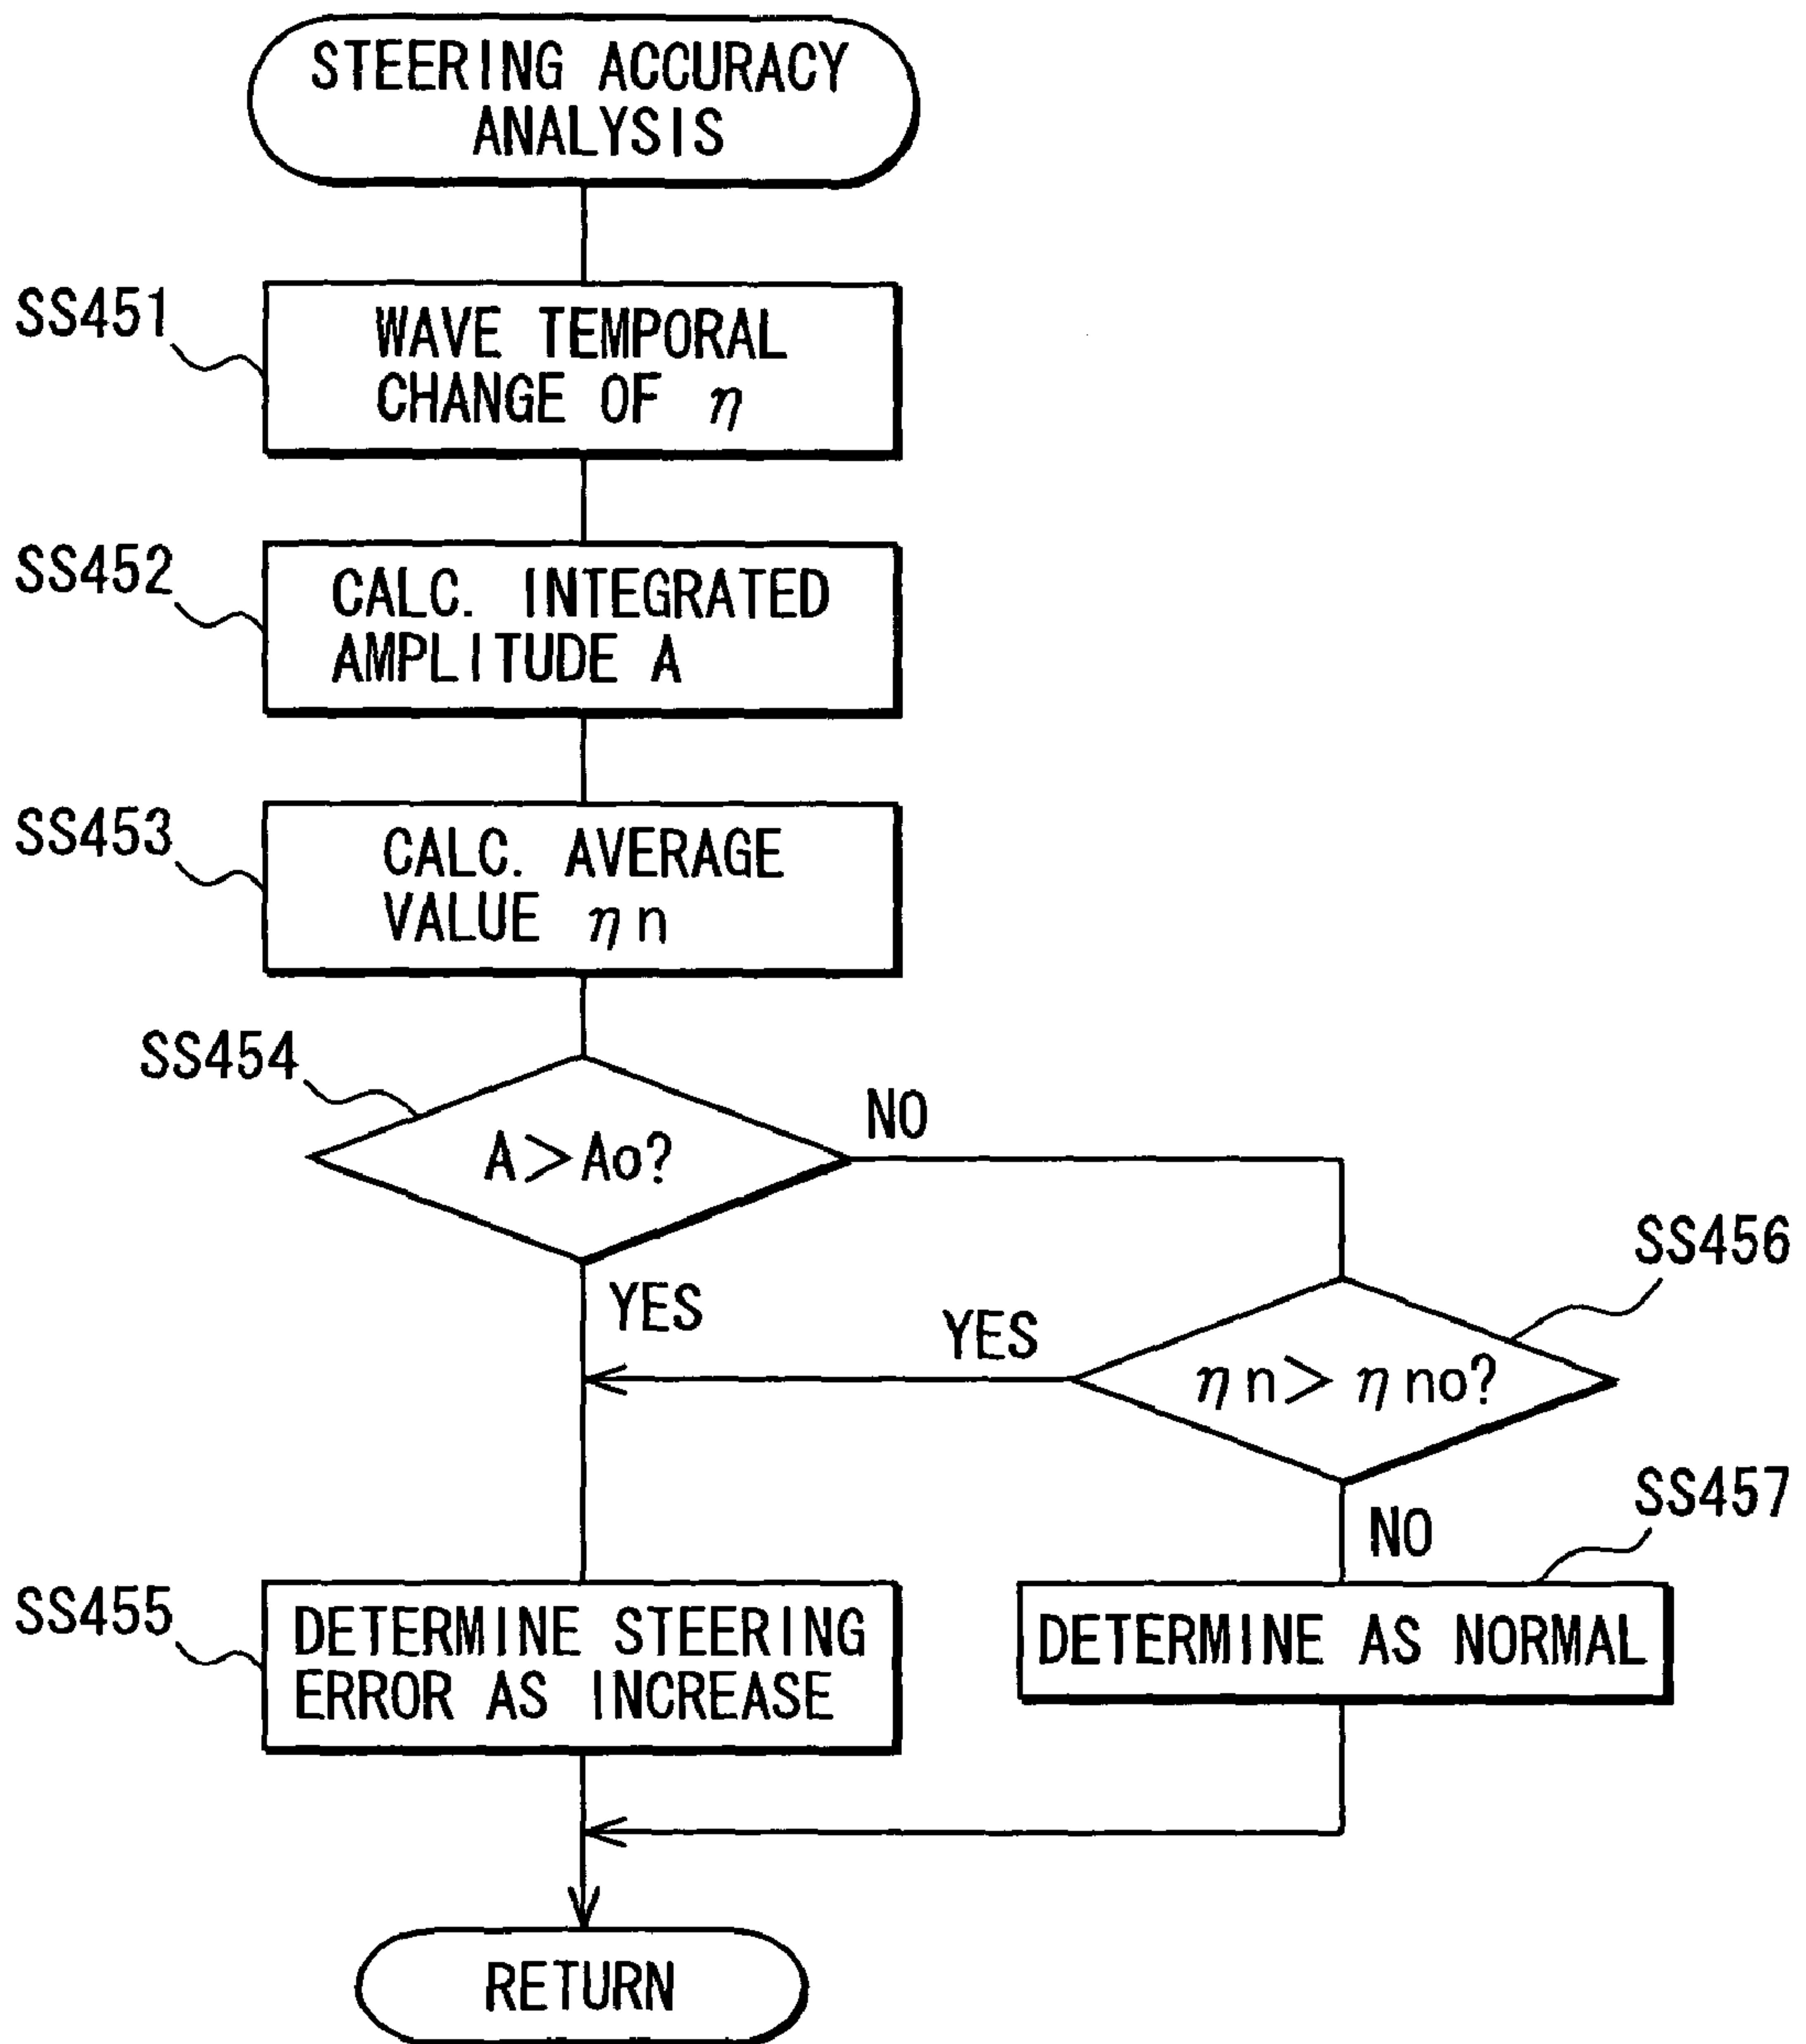 STEERING ACCURACY
ANALYSIS
SS451
WAVE TEMPORAL
CHANGE OF η
SS452
CALC. INTEGRATED
AMPLITUDE A
SS453
CALC. AVERAGE
VALUE ηn
SS454
A>Ao?
NO
YES
SS456
ηn>ηno?
YES
NO
SS455
DETERMINE STEERING
ERROR AS INCREASE
SS457
DETERMINE AS NORMAL
RETURN